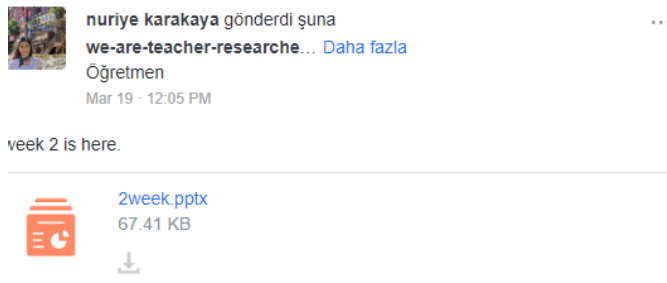 nuriye karakaya gönderdi şuna
we-are-teacher-researche... Daha fazla
Öğretmen
Mar 19 · 12:05 PM
week 2 is here.
2week.pptx
67.41 KB